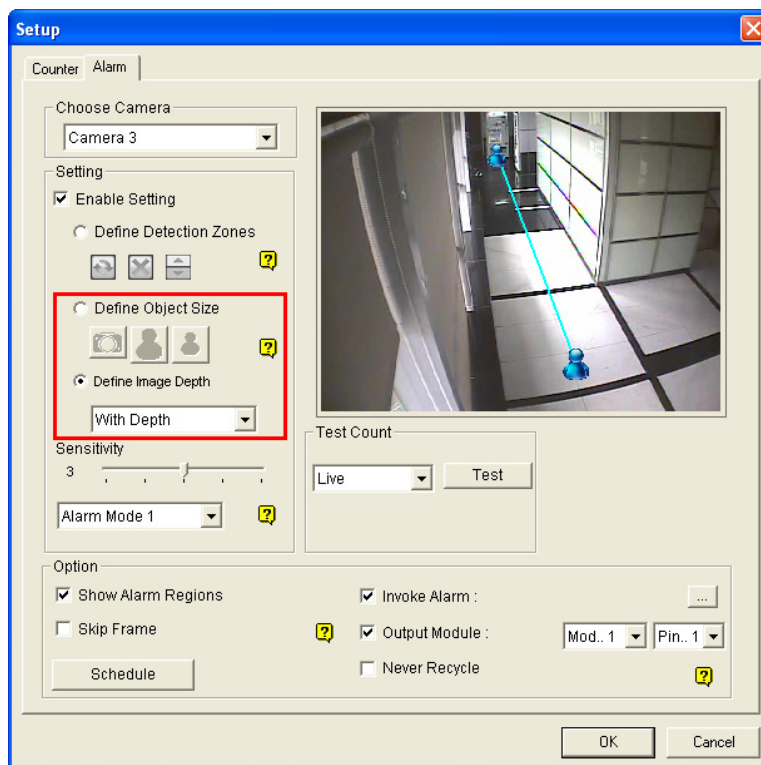 Setup
Counter
Alarm
Choose Camera
Camera 3
Setting
Enable Setting
Define Detection Zones
?
Define Object Size
?
Define Image Depth
With Depth
Sensitivity
3
Alarm Mode 1
?
Test Count
Live
Test
Option
Show Alarm Regions
Invoke Alarm :
...
Skip Frame
?
Output Module :
Mod.. 1
Pin.. 1
Schedule
Never Recycle
?
OK
Cancel